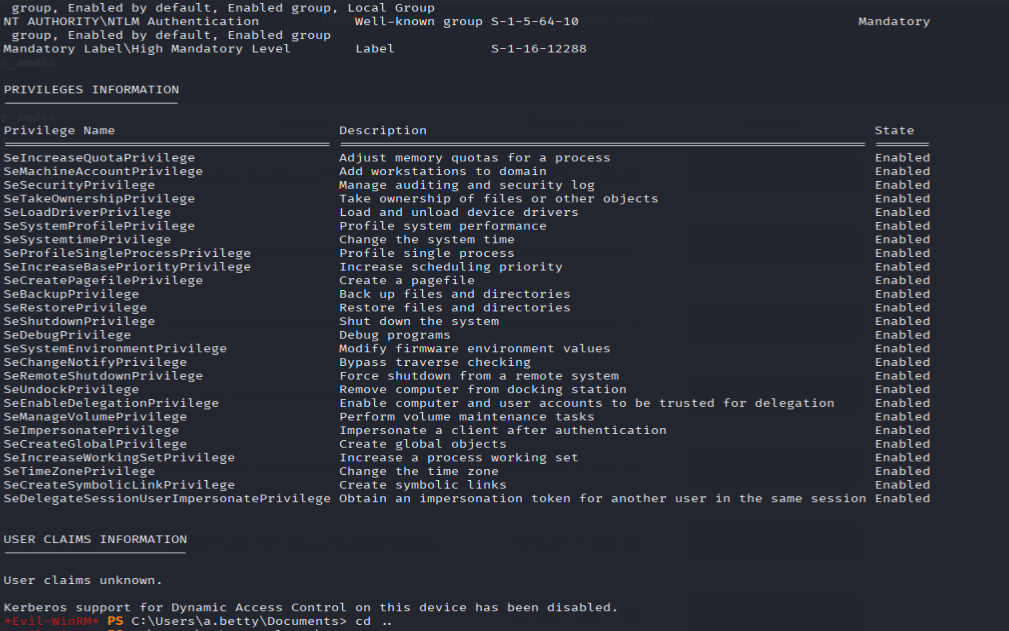 group, Enabled by default, Enabled group, Local Group
NT AUTHORITY\NTLM Authentication Well-known group S-1-5-64-10 Mandatory
group, Enabled by default, Enabled group
Mandatory Label\High Mandatory Level Label S-1-16-12288
PRIVILEGES INFORMATION
Privilege Name Description State
SeIncreaseQuotaPrivilege Adjust memory quotas for a process Enabled
SeMachineAccountPrivilege Add workstations to domain Enabled
SeSecurityPrivilege Manage auditing and security log Enabled
SeTakeOwnershipPrivilege Take ownership of files or other objects Enabled
SeLoadDriverPrivilege Load and unload device drivers Enabled
SeSystemProfilePrivilege Profile system performance Enabled
SeSystemtimePrivilege Change the system time Enabled
SeProfileSingleProcessPrivilege Profile single process Enabled
SeIncreaseBasePriorityPrivilege Increase scheduling priority Enabled
SeCreatePagefilePrivilege Create a pagefile Enabled
SeBackupPrivilege Back up files and directories Enabled
SeRestorePrivilege Restore files and directories Enabled
SeShutdownPrivilege Shut down the system Enabled
SeDebugPrivilege Debug programs Enabled
SeSystemEnvironmentPrivilege Modify firmware environment values Enabled
SeChangeNotifyPrivilege Bypass traverse checking Enabled
SeRemoteShutdownPrivilege Force shutdown from a remote system Enabled
SeUndockPrivilege Remove computer from docking station Enabled
SeEnableDelegationPrivilege Enable computer and user accounts to be trusted for delegation Enabled
SeManageVolumePrivilege Perform volume maintenance tasks Enabled
SeImpersonatePrivilege Impersonate a client after authentication Enabled
SeCreateGlobalPrivilege Create global objects Enabled
SeIncreaseWorkingSetPrivilege Increase a process working set Enabled
SeTimeZonePrivilege Change the time zone Enabled
SeCreateSymbolicLinkPrivilege Create symbolic links Enabled
SeDelegateSessionUserImpersonatePrivilege Obtain an impersonation token for another user in the same session Enabled
USER CLAIMS INFORMATION
User claims unknown.
Kerberos support for Dynamic Access Control on this device has been disabled.
*Evil-WinRM* PS C:\Users\a.betty\Documents> cd ..